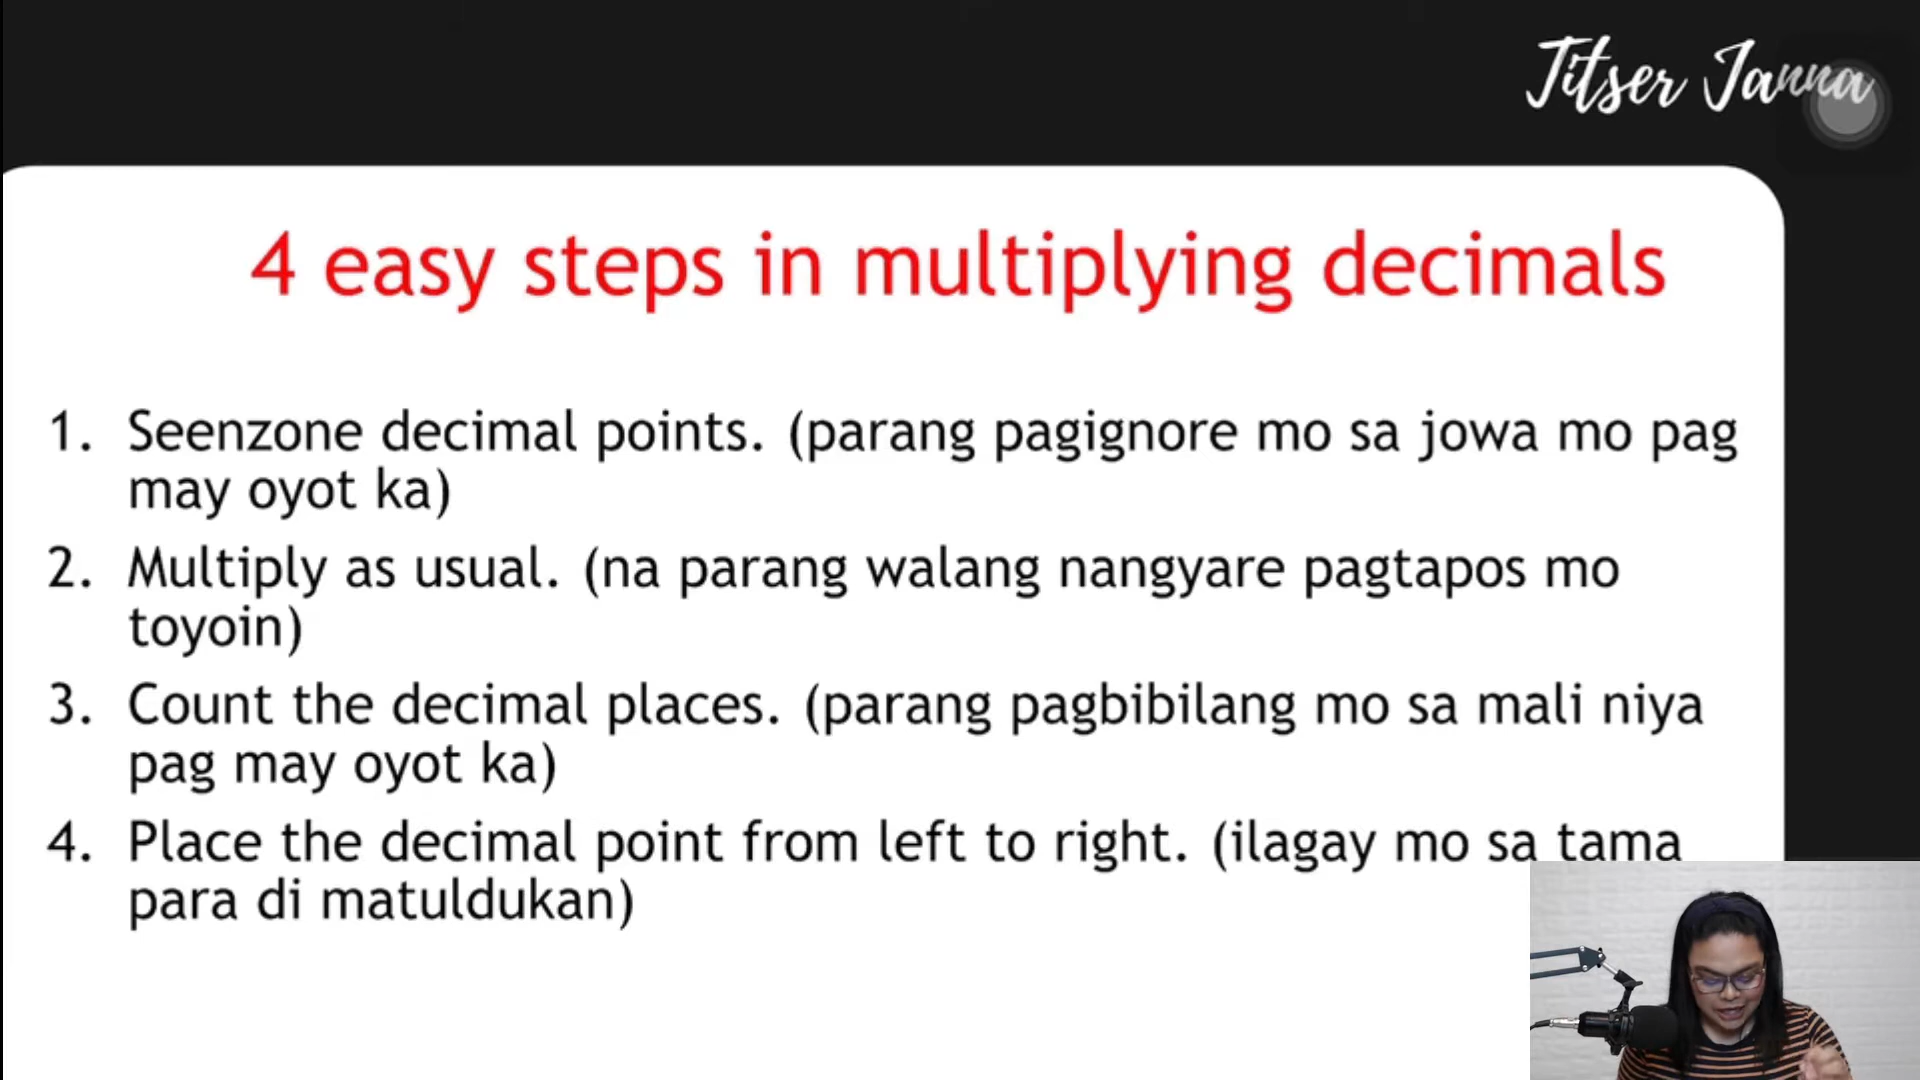 Titser Janna
4 easy steps in multiplying decimals
1. Seenzone decimal points. (parang pagignore mo sa jowa mo pag
may oyot ka)
2. Multiply as usual. (na parang walang nangyare pagtapos mo
toyoin)
3. Count the decimal places. (parang pagbibilang mo sa mali niya
pag may oyot ka)
4. Place the decimal point from left to right. (ilagay mo sa tama
para di matuldukan)